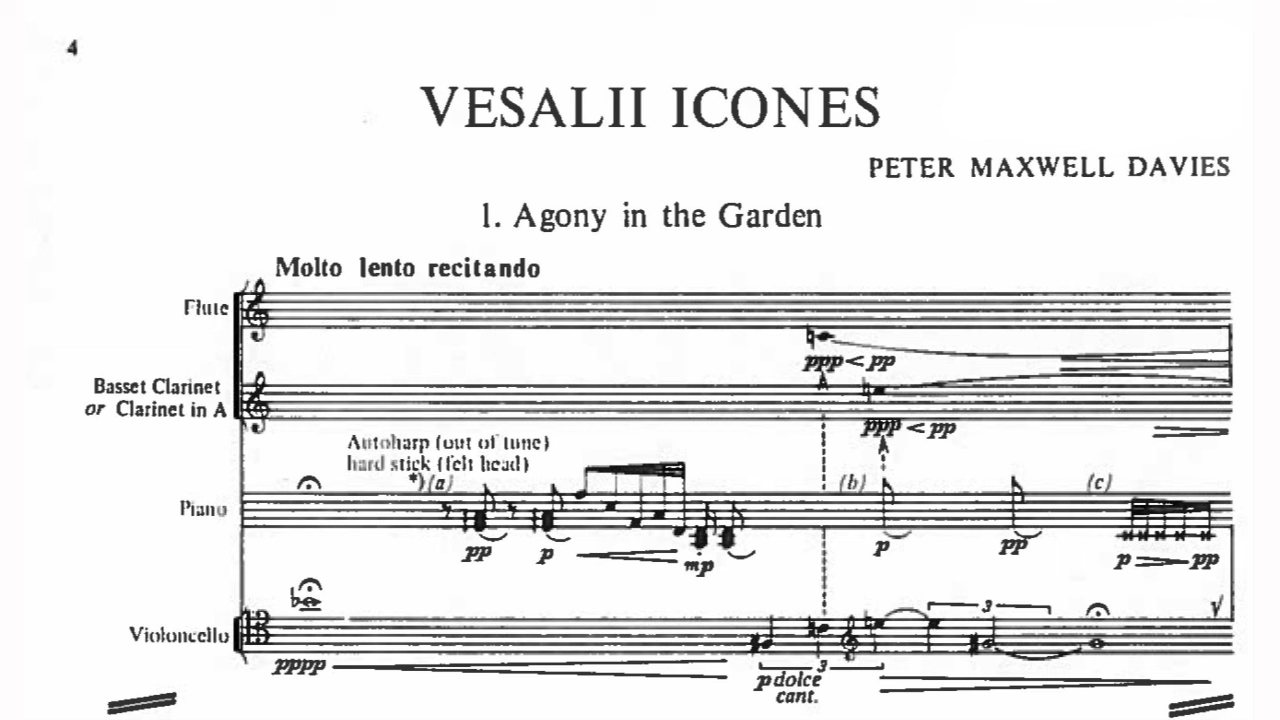 4
VESALII ICONES
PETER MAXWELL DAVIES
1. Agony in the Garden
Molto lento recitando
Flute
ppp < pp
Basset Clarinet
or Clarinet in A
ppp < pp
Autoharp (out of tune)
hard stick (felt head)
*) (a) (b) (c)
Piano
pp p mp p pp p pp
Violoncello
3
pppp
3
p dolce
cant.